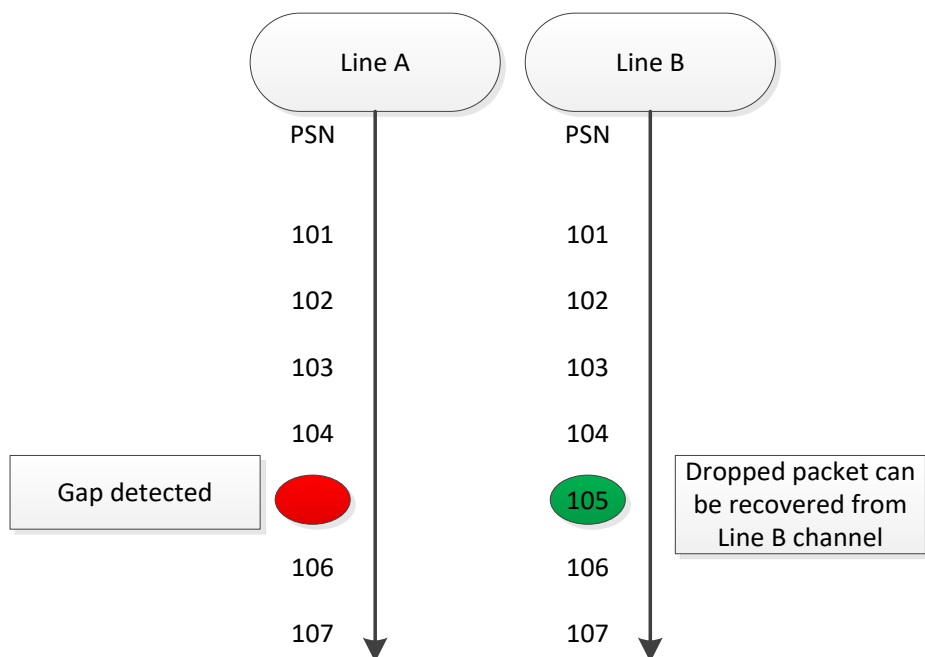 Line A
Line B
PSN
PSN
101
101
102
102
103
103
104
104
Gap detected
105
Dropped packet can
be recovered from
Line B channel
106
106
107
107